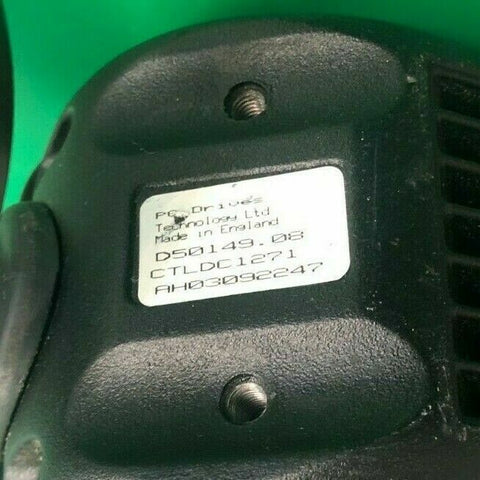 PG Drives
Technology Ltd
Made in England
D50149.08
CTLDC1271
AH03092247